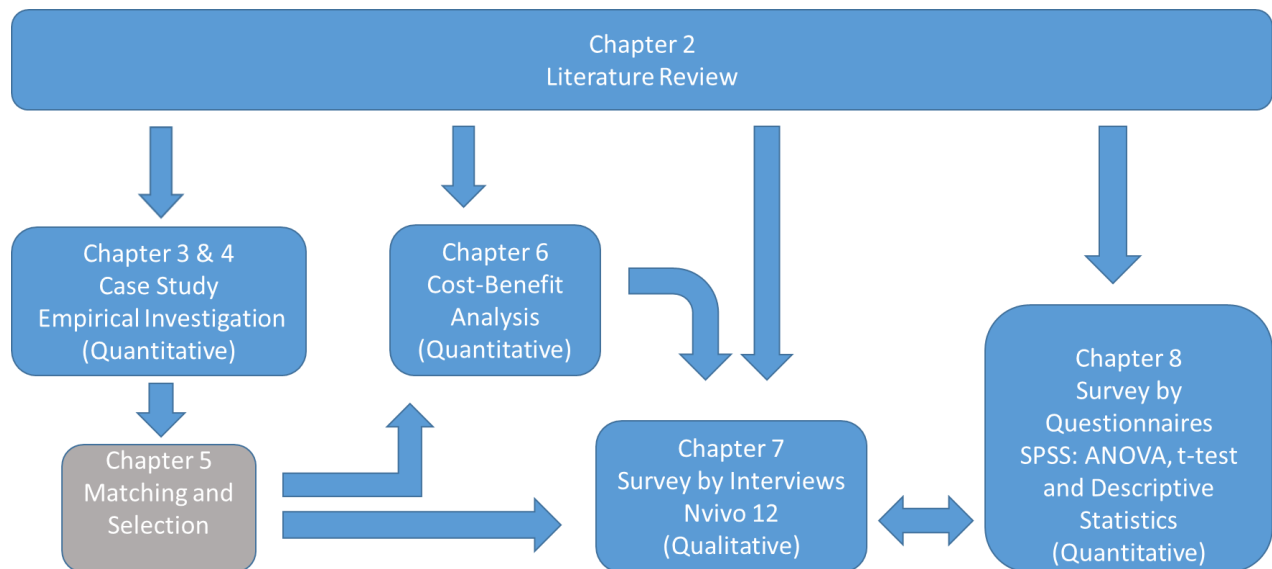 Chapter 2
Literature Review
Chapter 3 & 4
Case Study
Empirical Investigation
(Quantitative)
Chapter 6
Cost-Benefit
Analysis
(Quantitative)
Chapter 5
Matching and
Selection
Chapter 7
Survey by Interviews
Nvivo 12
(Qualitative)
Chapter 8
Survey by
Questionnaires
SPSS: ANOVA, t-test
and Descriptive
Statistics
(Quantitative)